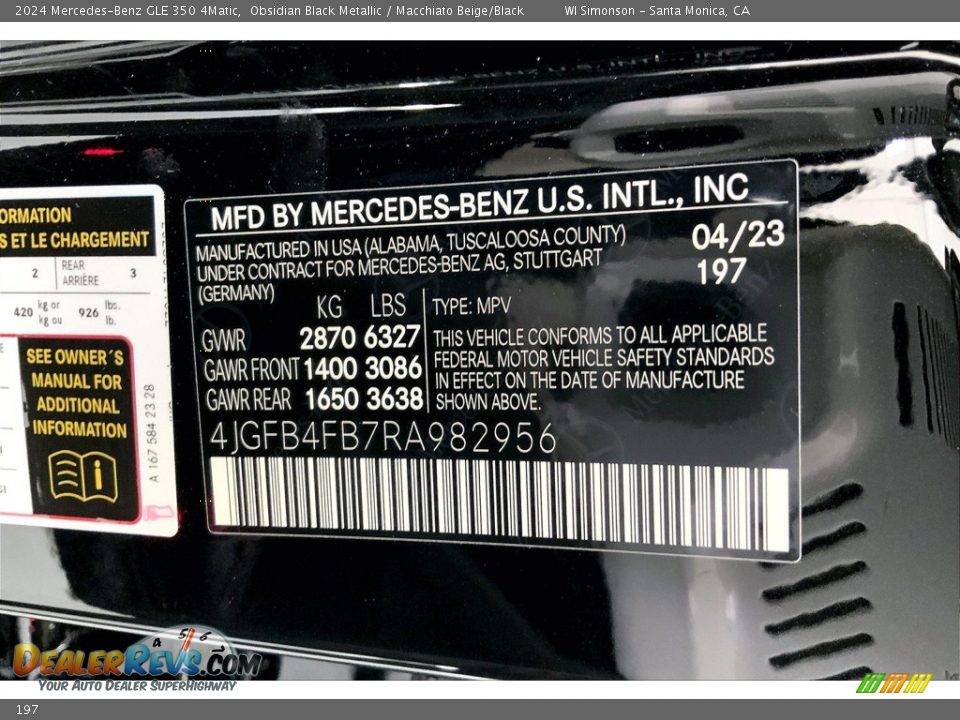 2024 Mercedes-Benz GLE 350 4Matic, Obsidian Black Metallic / Macchiato Beige/Black WI Simonson - Santa Monica, CA
ORMATION
S ET LE CHARGEMENT
2 REAR ARRIÈRE 3
420 kg or kg ou 926 lbs. lb.
SEE OWNER'S
MANUAL FOR
ADDITIONAL
INFORMATION
A 167 584 23 28
MFD BY MERCEDES-BENZ U.S. INTL., INC
MANUFACTURED IN USA (ALABAMA, TUSCALOOSA COUNTY)
UNDER CONTRACT FOR MERCEDES-BENZ AG, STUTTGART
(GERMANY)
04/23
197
KG LBS
GVWR 2870 6327
GAWR FRONT 1400 3086
GAWR REAR 1650 3638
TYPE: MPV
THIS VEHICLE CONFORMS TO ALL APPLICABLE
FEDERAL MOTOR VEHICLE SAFETY STANDARDS
IN EFFECT ON THE DATE OF MANUFACTURE
SHOWN ABOVE.
4JGFB4FB7RA982956
4 5 6
DEALERREVS.COM
YOUR AUTO DEALER SUPERHIGHWAY
197